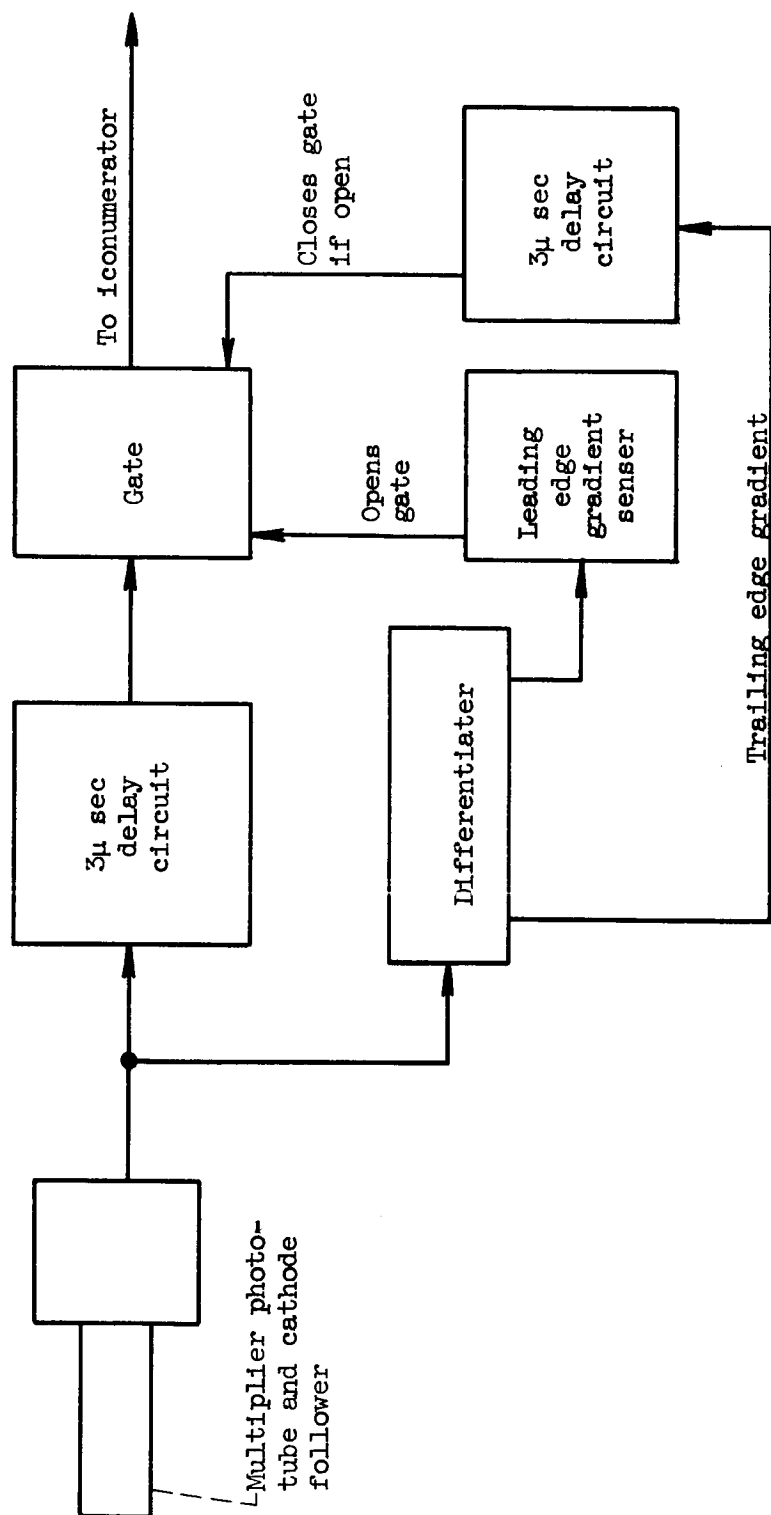 To iconumerator
Gate
3μ sec
delay
circuit
Closes gate
if open
3μ sec
delay
circuit
Opens
gate
Leading
edge
gradient
senser
Differentiater
Trailing edge gradient
Multiplier photo-
tube and cathode
follower